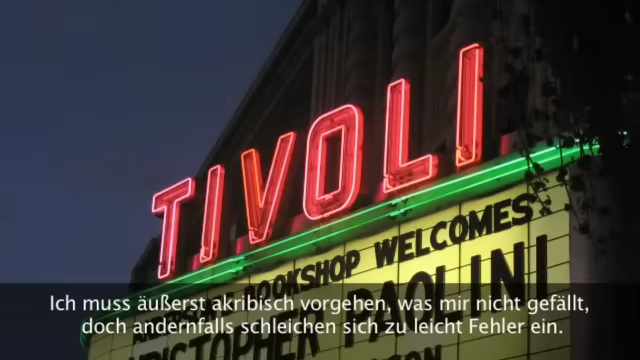 TIVOLI
BOOKSHOP WELCOMES
CHRISTOPHER PAOLINI
Ich muss äußerst akribisch vorgehen, was mir nicht gefällt,
doch andernfalls schleichen sich zu leicht Fehler ein.